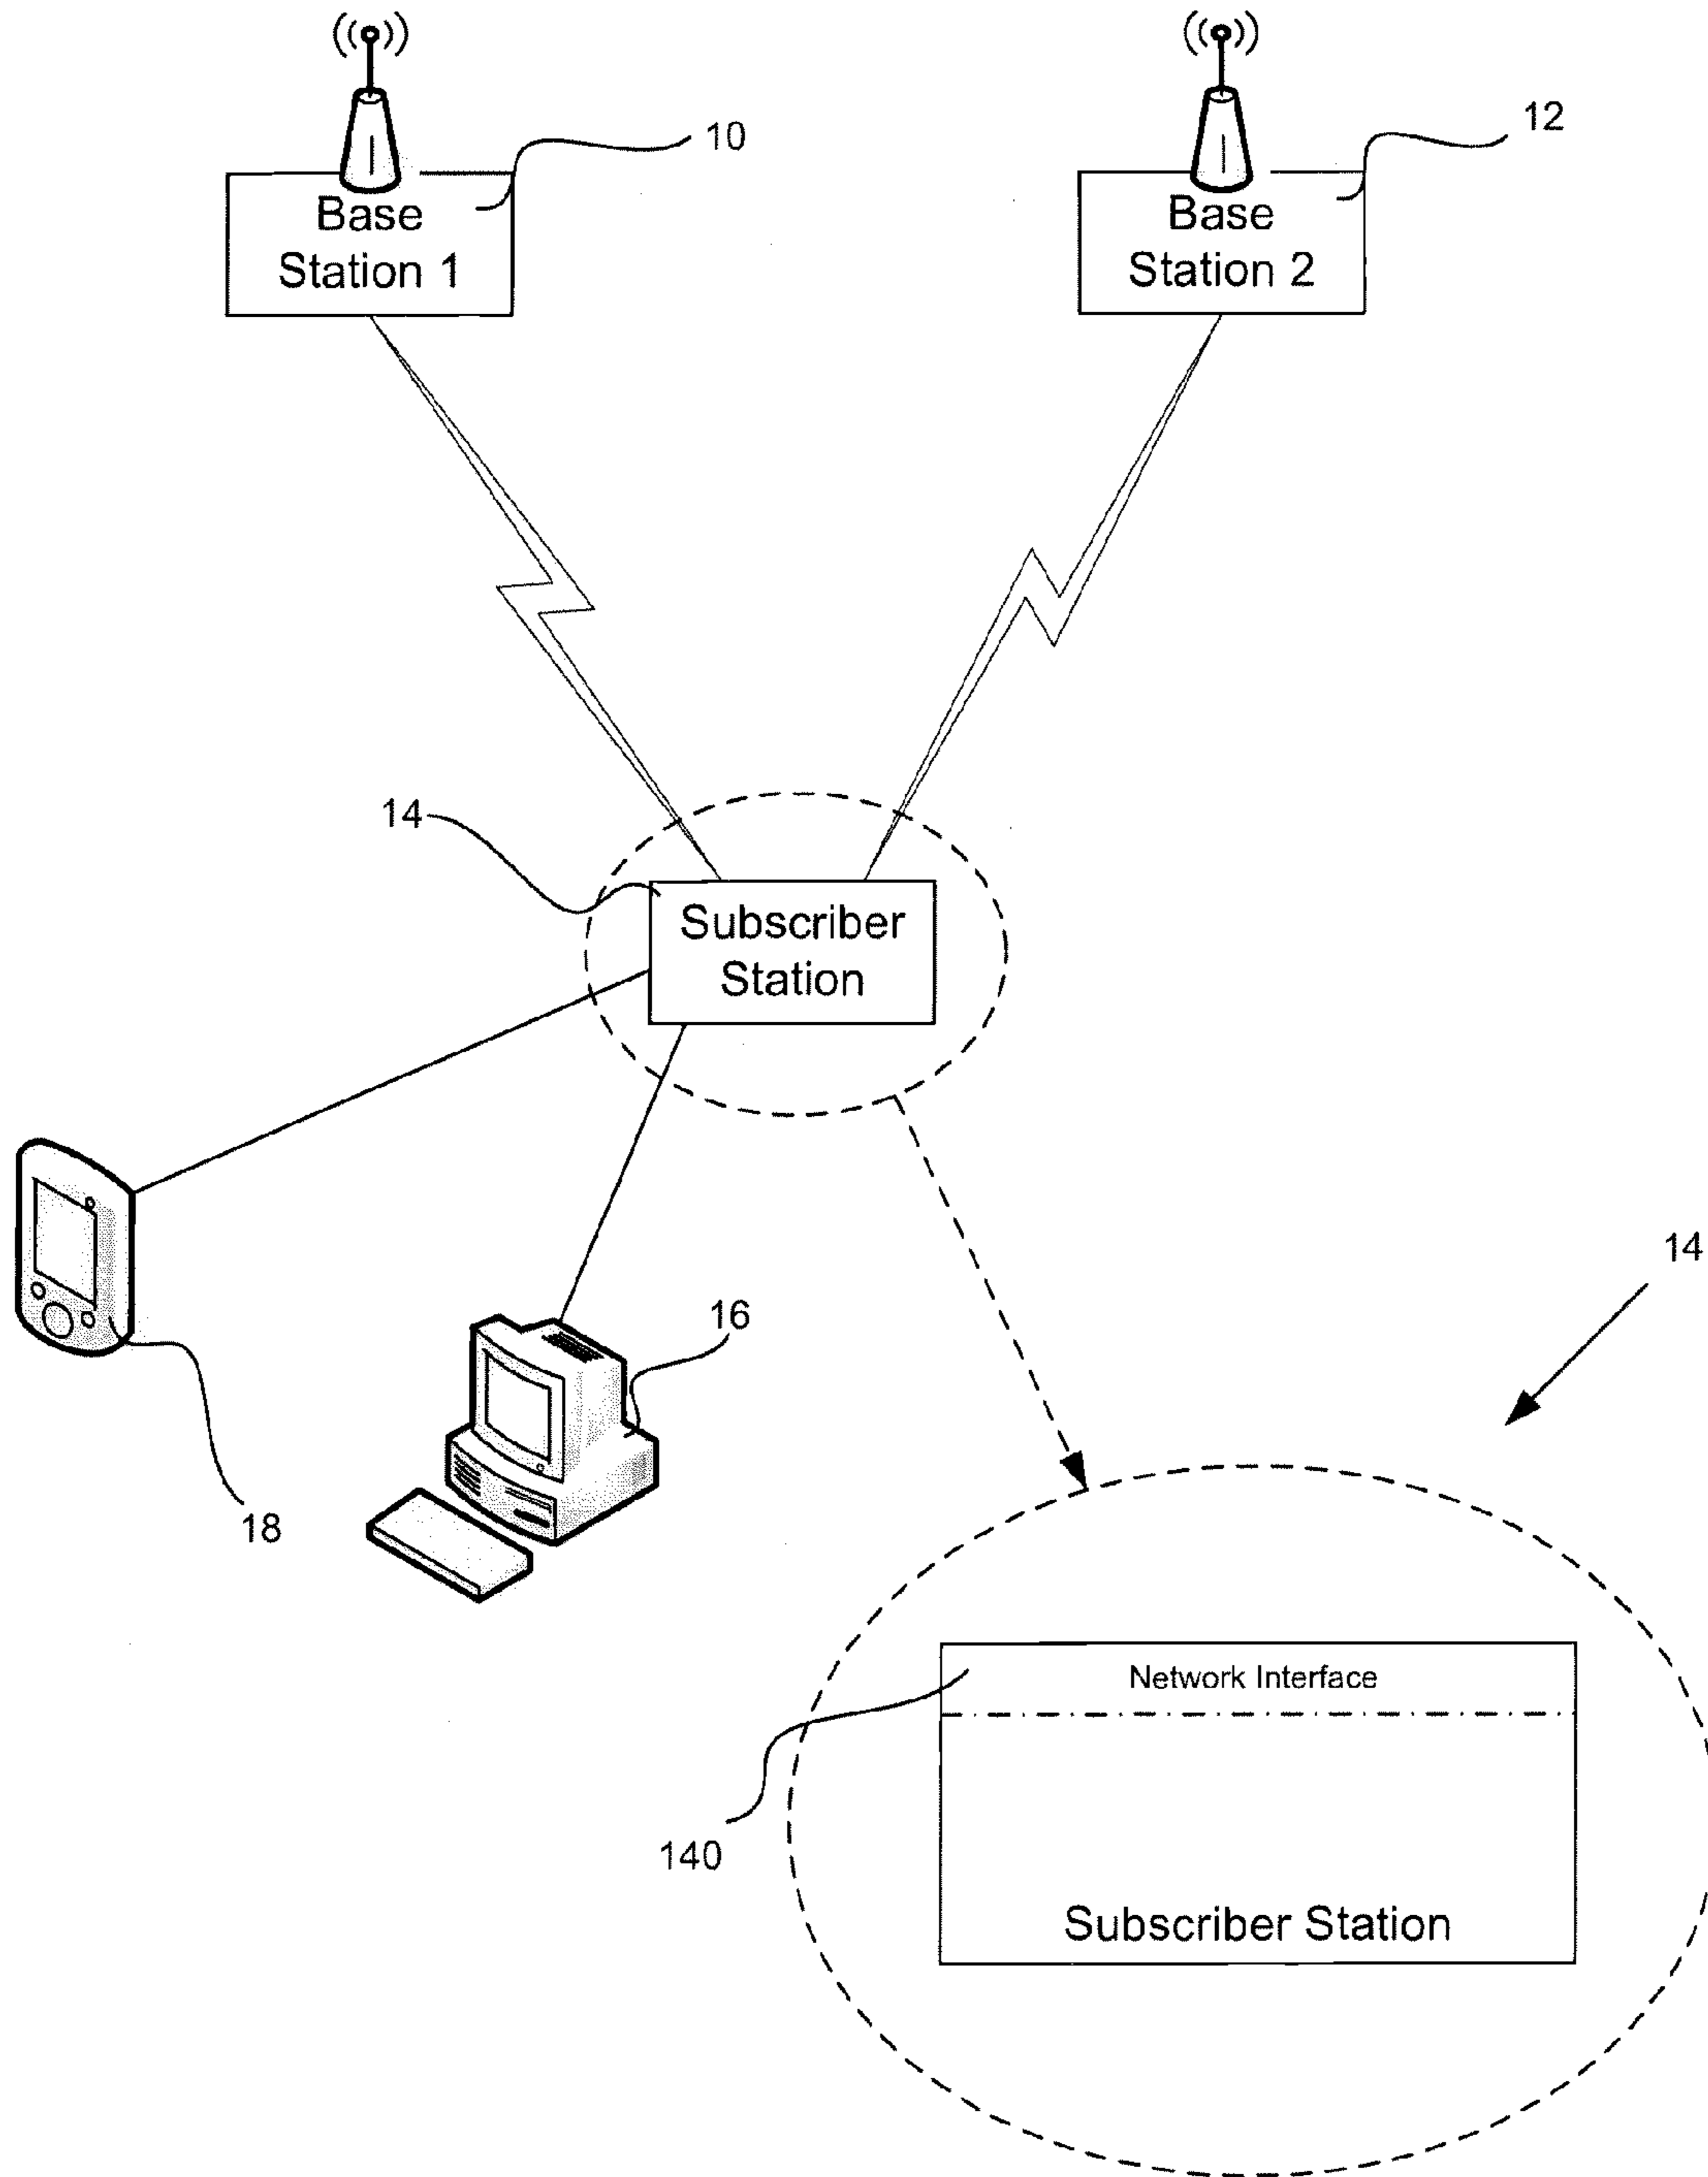 10
12
Base
Station 1
Base
Station 2
14
Subscriber
Station
14
16
18
Network Interface
140
Subscriber Station